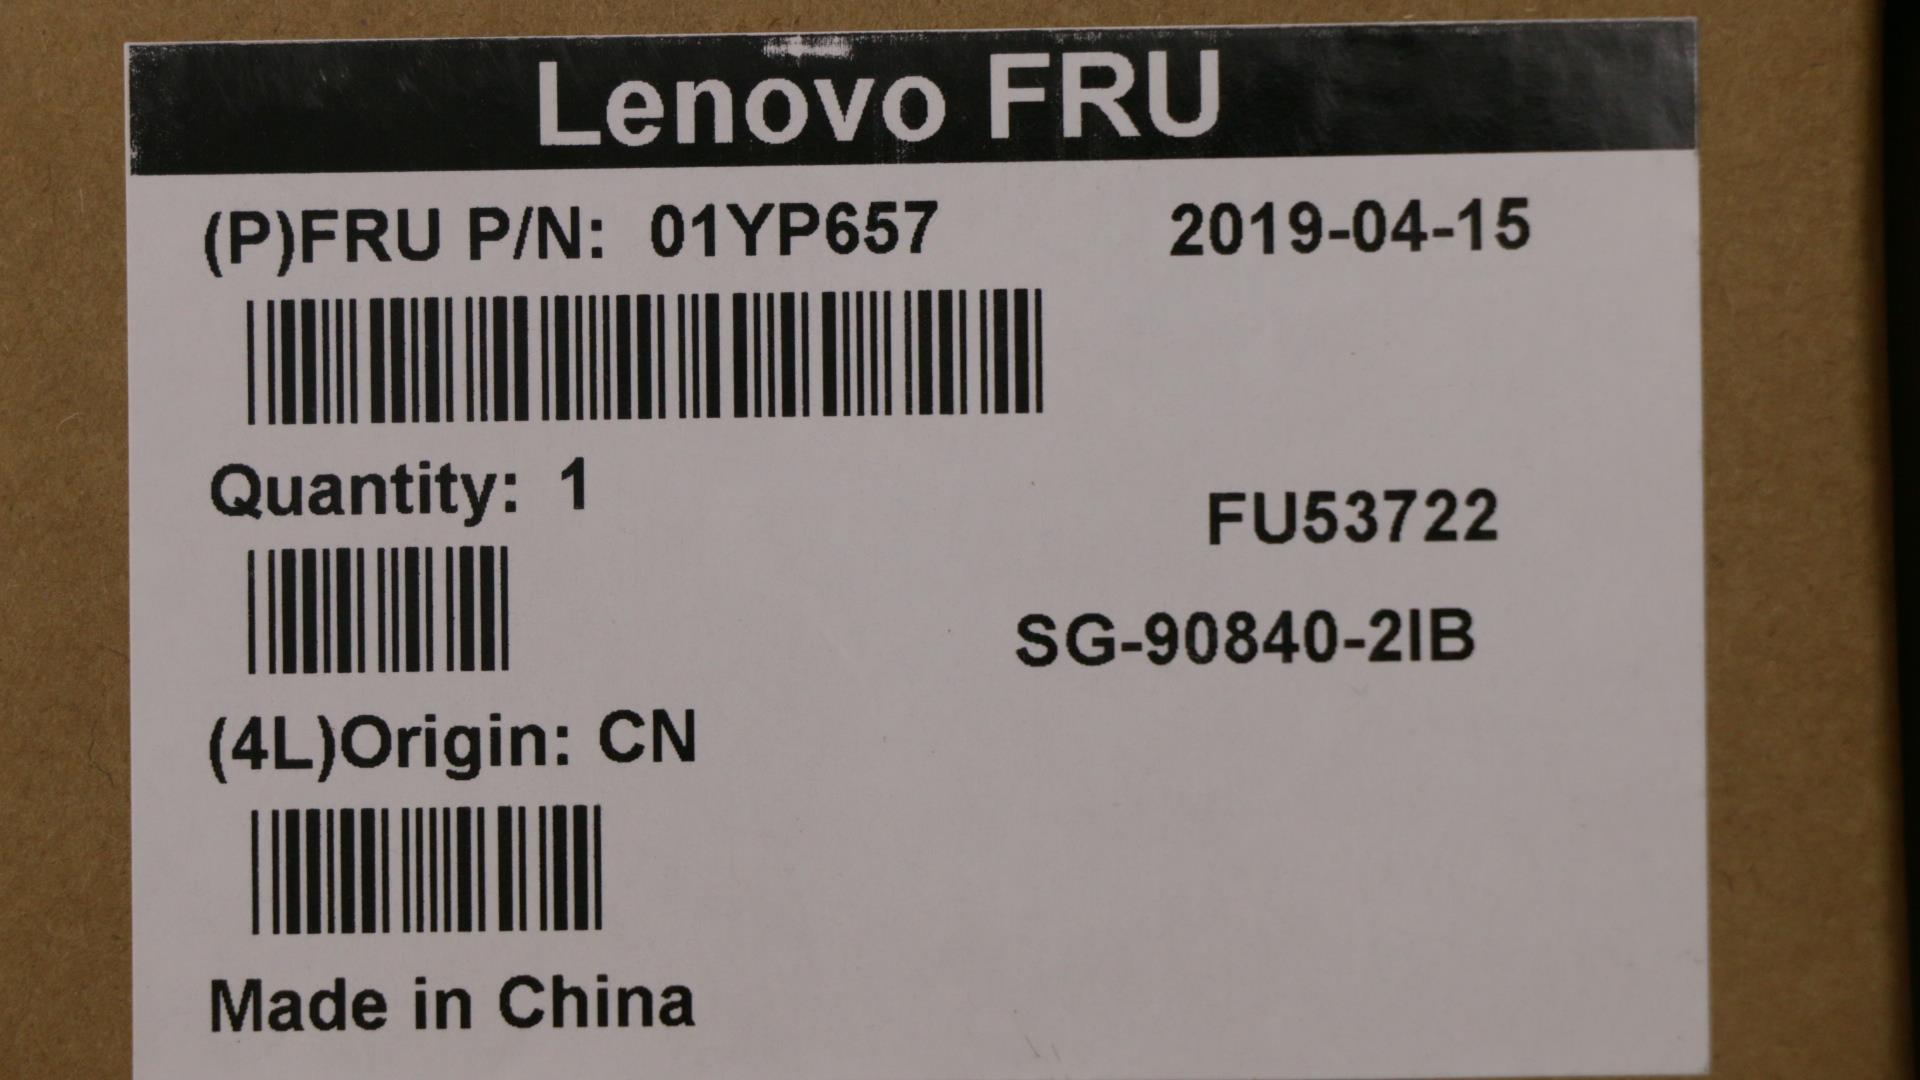 Lenovo FRU
(P)FRU P/N: 01YP657 2019-04-15
Quantity: 1
FU53722
SG-90840-2IB
(4L)Origin: CN
Made in China